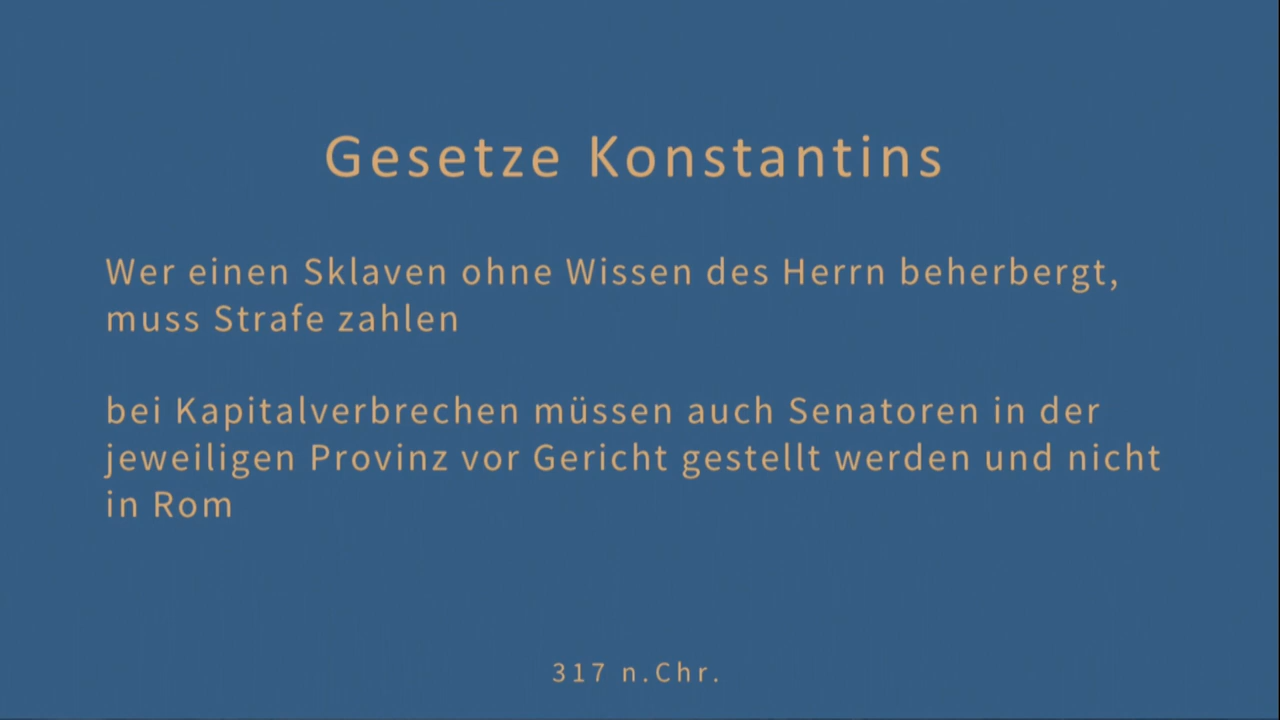 Gesetze Konstantins
Wer einen Sklaven ohne Wissen des Herrn beherbergt,
muss Strafe zahlen
bei Kapitalverbrechen müssen auch Senatoren in der
jeweiligen Provinz vor Gericht gestellt werden und nicht
in Rom
317 n.Chr.